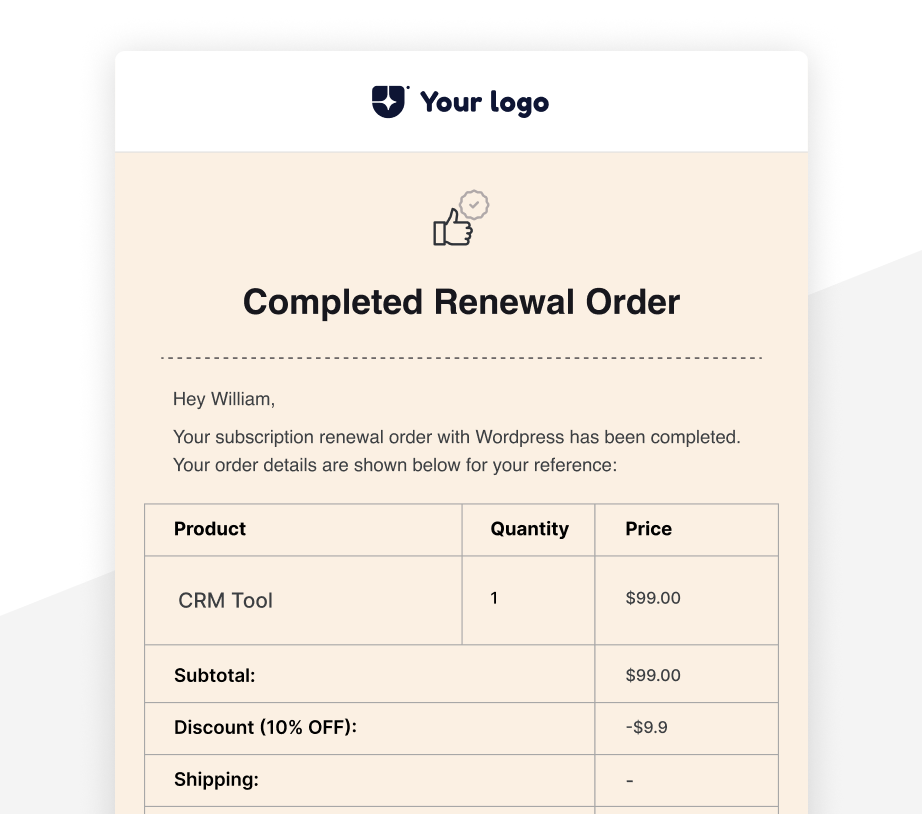 Your logo
Completed Renewal Order
Hey William,
Your subscription renewal order with Wordpress has been completed.
Your order details are shown below for your reference:
Product Quantity Price
CRM Tool 1 $99.00
Subtotal: $99.00
Discount (10% OFF): -$9.9
Shipping: -